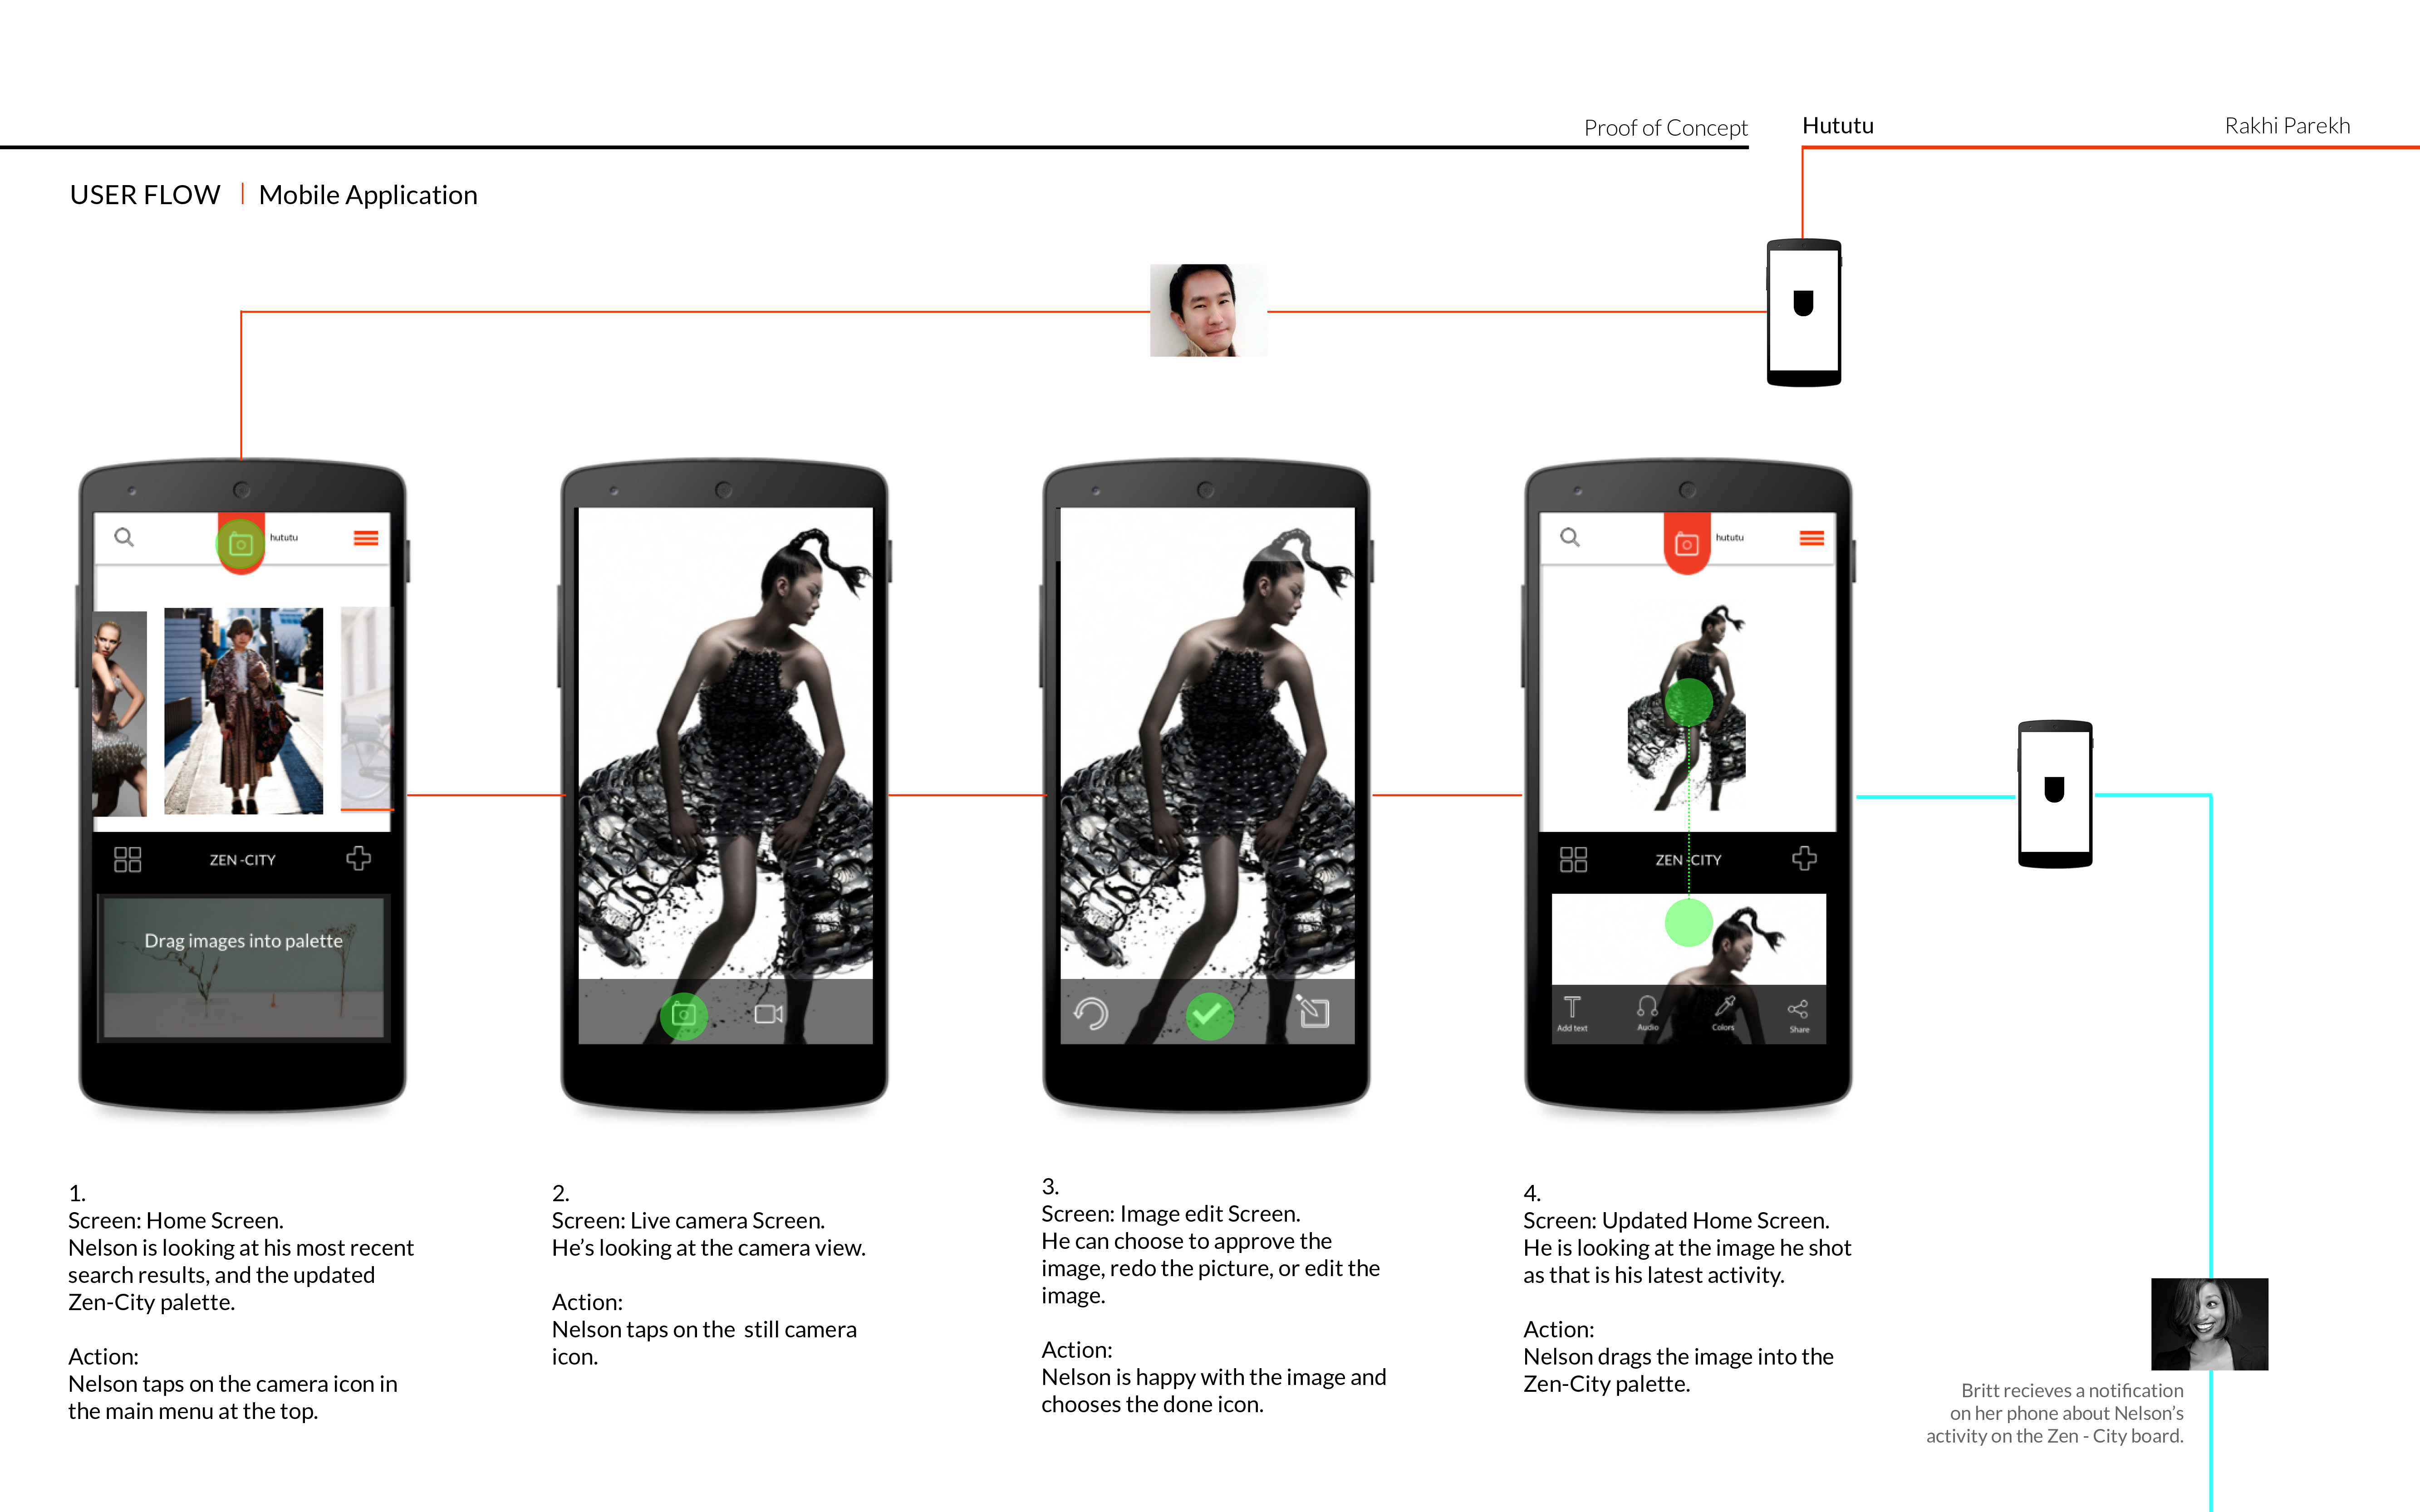 Proof of Concept
Hututu
Rakhi Parekh
USER FLOW | Mobile Application
hututu
ZEN -CITY
Drag images into palette
hututu
ZEN -CITY
Add text
Audio
Colors
Share
1.
Screen: Home Screen.
Nelson is looking at his most recent
search results, and the updated
Zen-City palette.
Action:
Nelson taps on the camera icon in
the main menu at the top.
2.
Screen: Live camera Screen.
He's looking at the camera view.
Action:
Nelson taps on the  still camera
icon.
3.
Screen: Image edit Screen.
He can choose to approve the
image, redo the picture, or edit the
image.
Action:
Nelson is happy with the image and
chooses the done icon.
4.
Screen: Updated Home Screen.
He is looking at the image he shot
as that is his latest activity.
Action:
Nelson drags the image into the
Zen-City palette.
Britt recieves a notification
on her phone about Nelson's
activity on the Zen - City board.